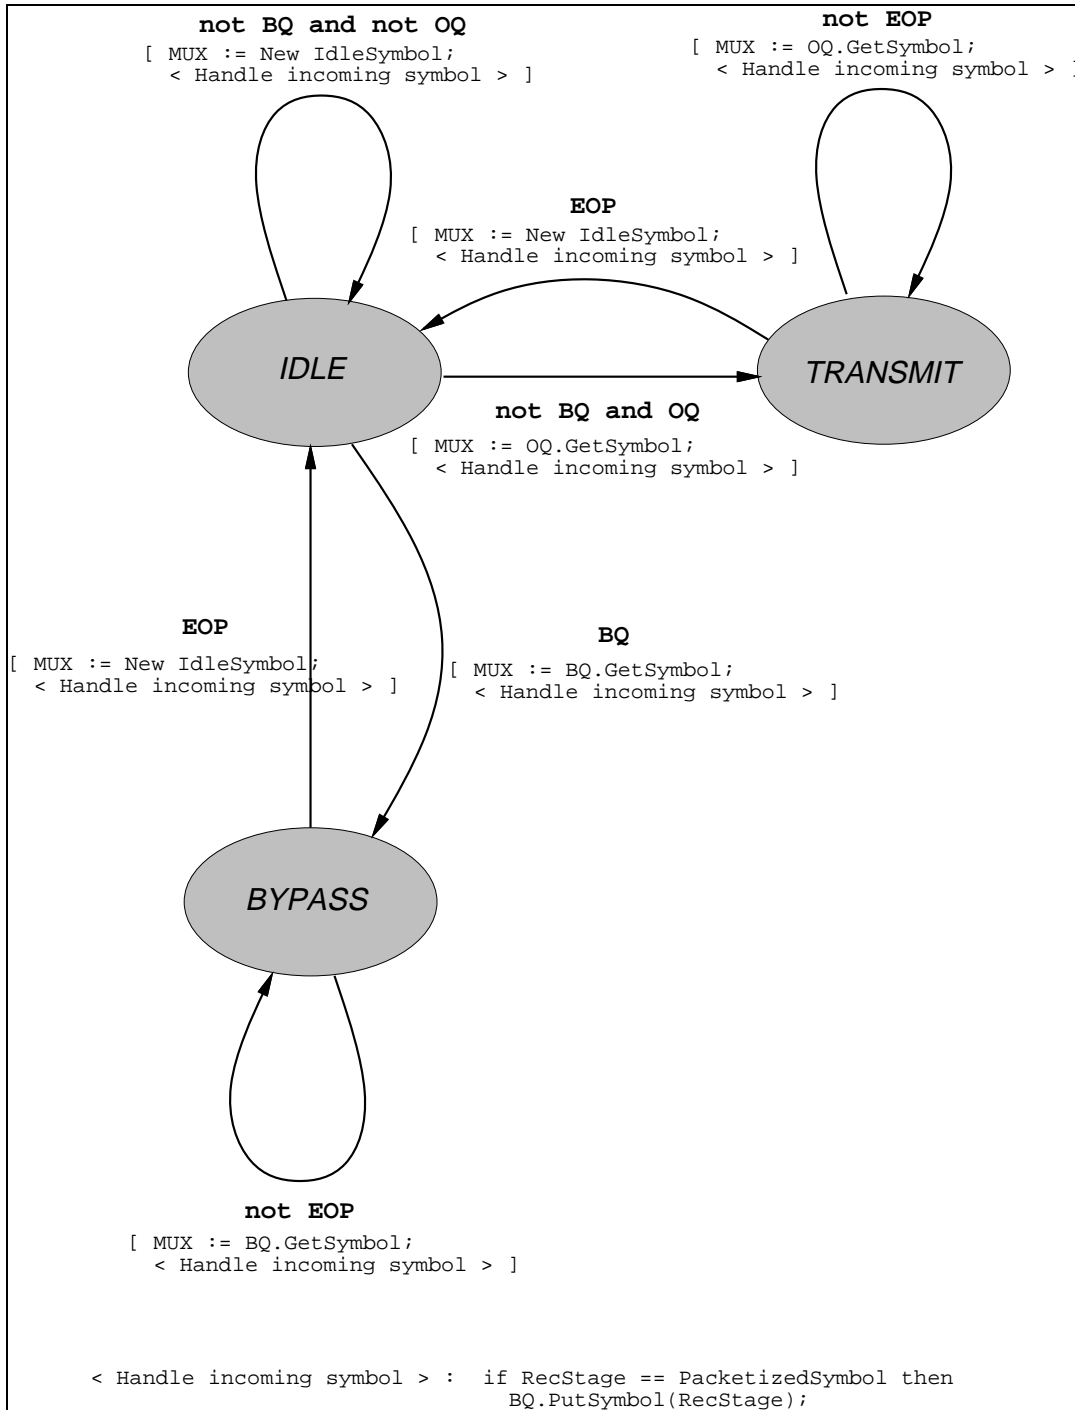 not BQ and not OQ
[ MUX := New IdleSymbol;
< Handle incoming symbol > ]
not EOP
[ MUX := OQ.GetSymbol;
< Handle incoming symbol > ]
EOP
[ MUX := New IdleSymbol;
< Handle incoming symbol > ]
IDLE
TRANSMIT
not BQ and OQ
[ MUX := OQ.GetSymbol;
< Handle incoming symbol > ]
EOP
[ MUX := New IdleSymbol;
< Handle incoming symbol > ]
BQ
[ MUX := BQ.GetSymbol;
< Handle incoming symbol > ]
BYPASS
not EOP
[ MUX := BQ.GetSymbol;
< Handle incoming symbol > ]
< Handle incoming symbol > : if RecStage == PacketizedSymbol then
BQ.PutSymbol(RecStage);